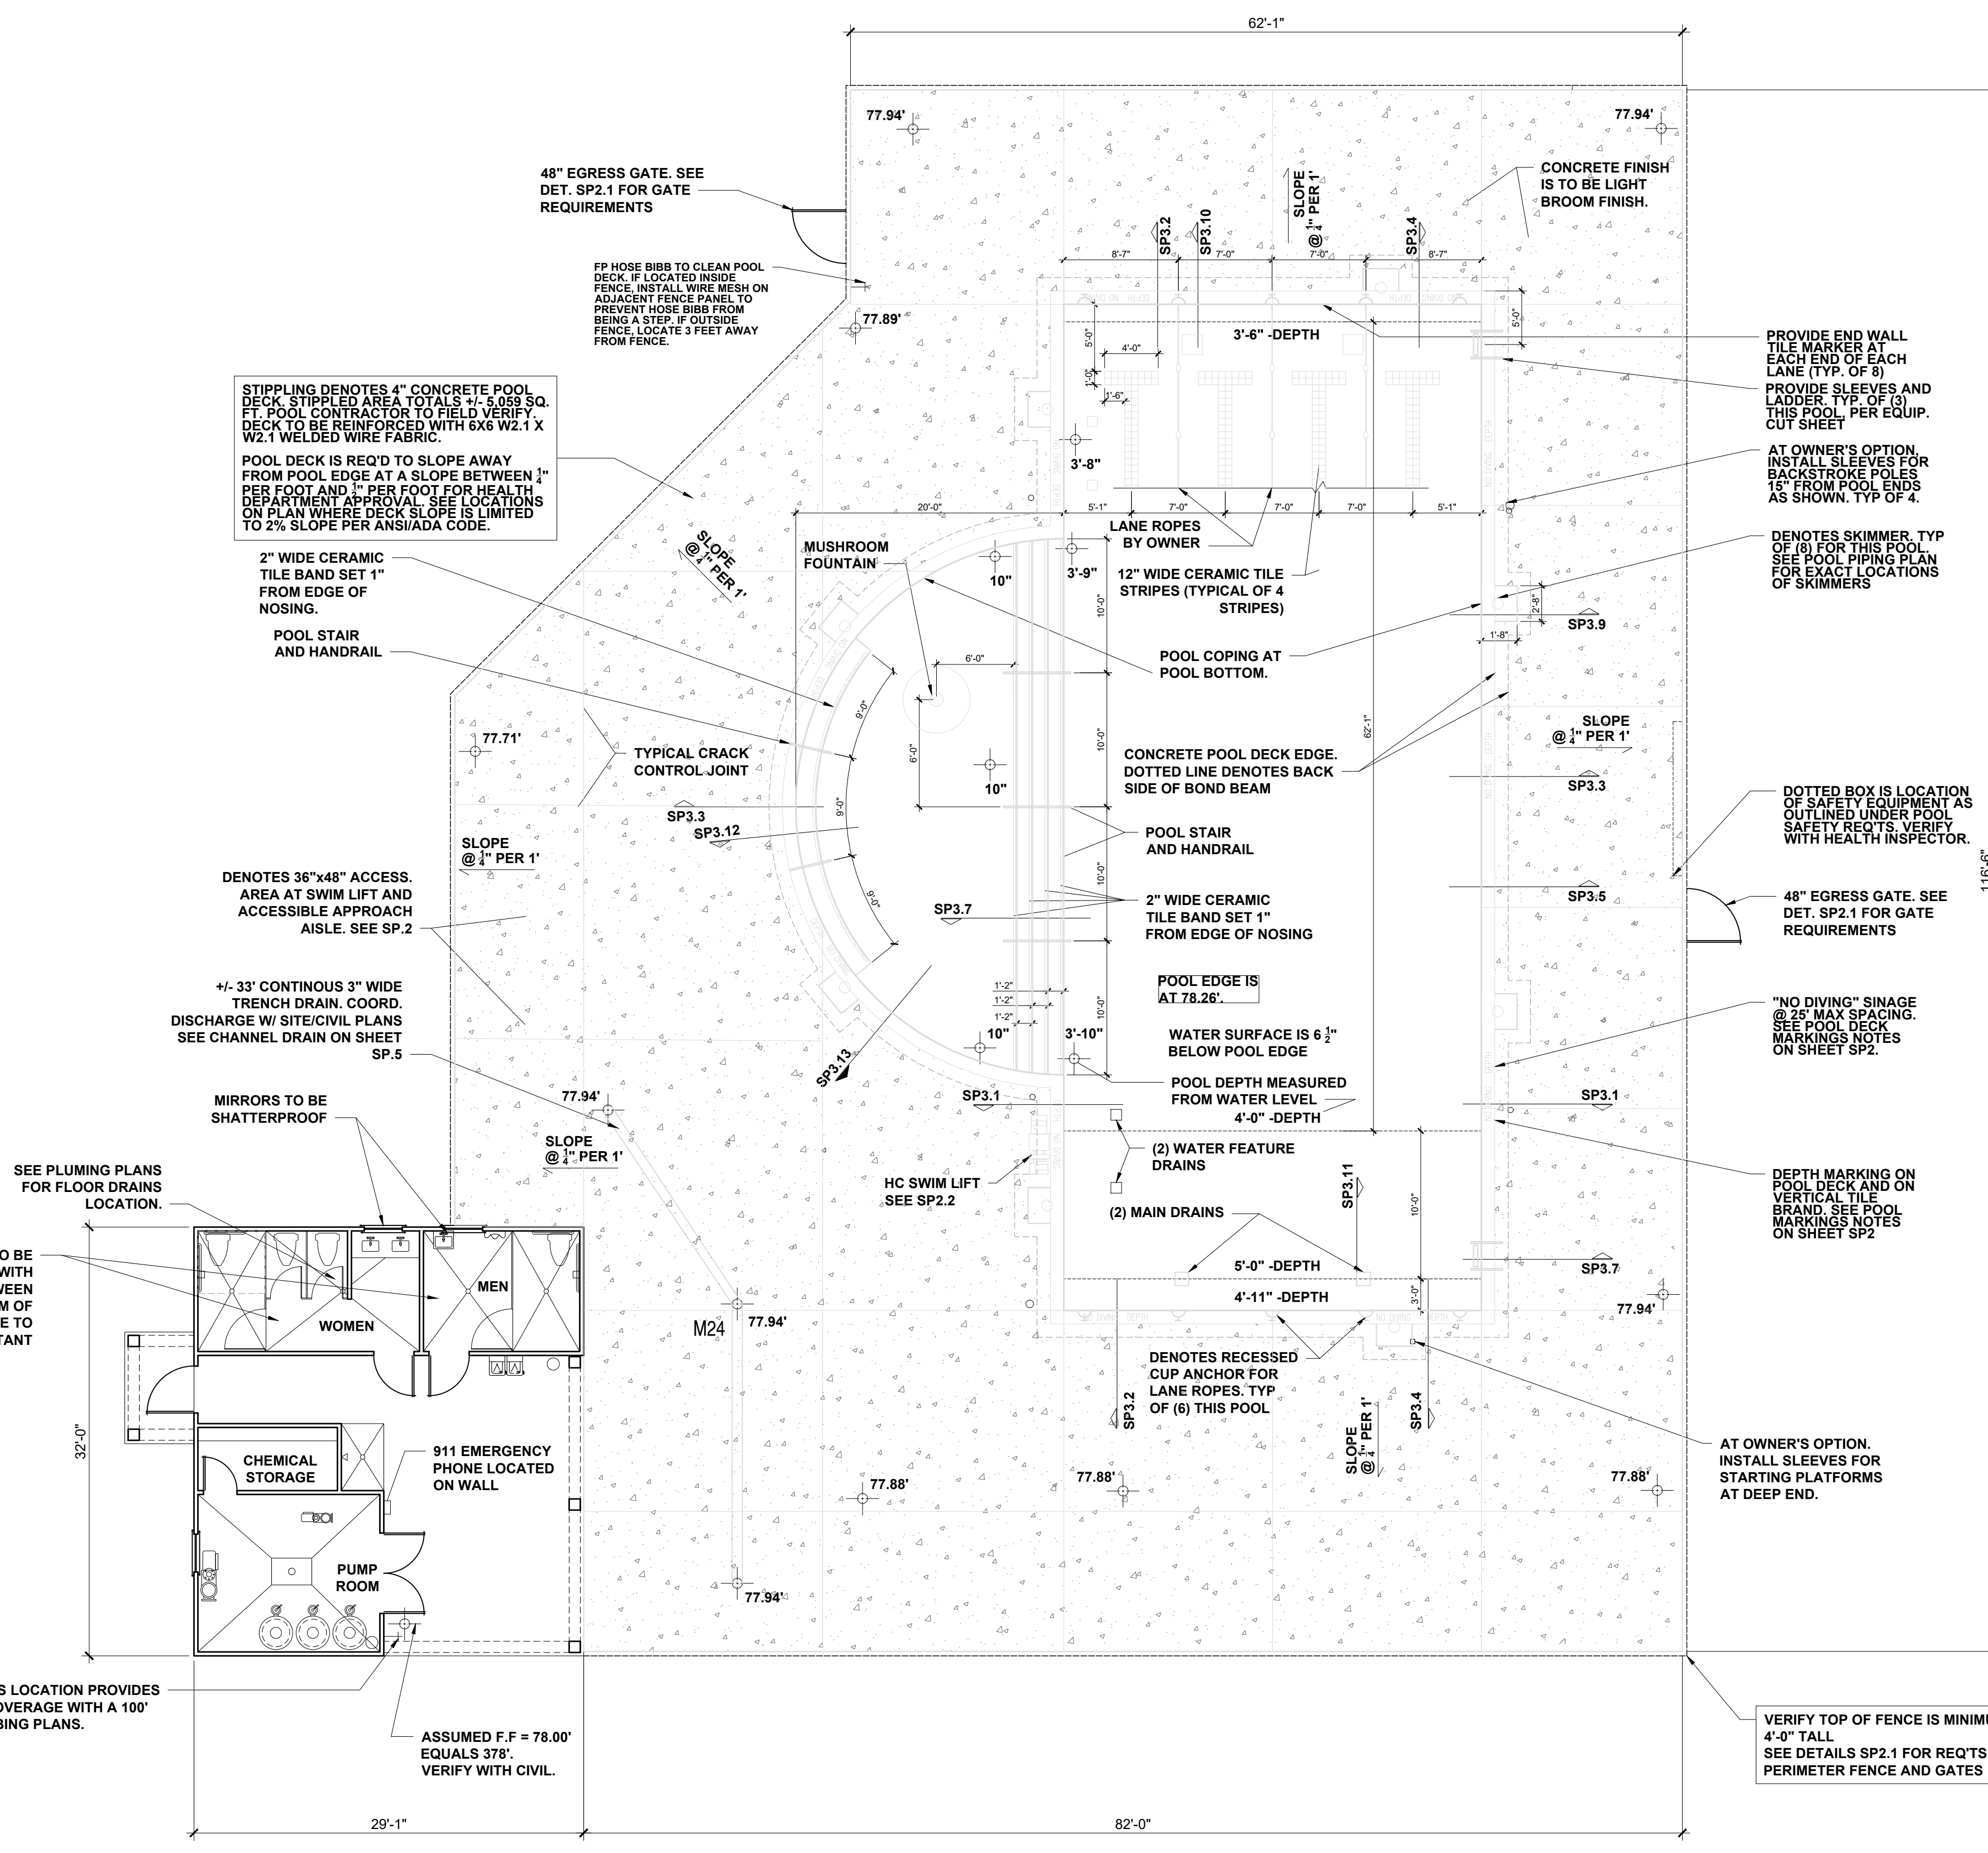 62'-1"
77.94'
77.94'
48" EGRESS GATE. SEE
DET. SP2.1 FOR GATE
REQUIREMENTS
CONCRETE FINISH
IS TO BE LIGHT
BROOM FINISH.
SLOPE
@ 1/4" PER 1'
SP3.2
SP3.10
SP3.4
8'-7"
7'-0"
7'-0"
8'-7"
FP HOSE BIBB TO CLEAN POOL
DECK. IF LOCATED INSIDE
FENCE, INSTALL WIRE MESH ON
ADJACENT FENCE PANEL TO
PREVENT HOSE BIBB FROM
BEING A STEP. IF OUTSIDE
FENCE, LOCATE 3 FEET AWAY
FROM FENCE.
77.89'
NO DIVING DEPTH
NO DIVING DEPTH
3'-6" -DEPTH
5'-0"
5'-0"
4'-0"
1'-0"
1'-6"
PROVIDE END WALL
TILE MARKER AT
EACH END OF EACH
LANE (TYP. OF 8)
PROVIDE SLEEVES AND
LADDER. TYP. OF (3)
THIS POOL, PER EQUIP.
CUT SHEET
STIPPLING DENOTES 4" CONCRETE POOL
DECK. STIPPLED AREA TOTALS +/- 5,059 SQ.
FT. POOL CONTRACTOR TO FIELD VERIFY.
DECK TO BE REINFORCED WITH 6X6 W2.1 X
W2.1 WELDED WIRE FABRIC.
POOL DECK IS REQ'D TO SLOPE AWAY
FROM POOL EDGE AT A SLOPE BETWEEN 1/4"
PER FOOT AND 1/2" PER FOOT FOR HEALTH
DEPARTMENT APPROVAL. SEE LOCATIONS
ON PLAN WHERE DECK SLOPE IS LIMITED
TO 2% SLOPE PER ANSI/ADA CODE.
3'-8"
AT OWNER'S OPTION,
INSTALL SLEEVES FOR
BACKSTROKE POLES
15" FROM POOL ENDS
AS SHOWN. TYP OF 4.
20'-0"
5'-1"
7'-0"
7'-0"
7'-0"
5'-1"
LANE ROPES
BY OWNER
SLOPE
@ 1/4" PER 1'
MUSHROOM
FOUNTAIN
10"
3'-9"
12" WIDE CERAMIC TILE
STRIPES (TYPICAL OF 4
STRIPES)
DENOTES SKIMMER. TYP
OF (8) FOR THIS POOL.
SEE POOL PIPING PLAN
FOR EXACT LOCATIONS
OF SKIMMERS
2" WIDE CERAMIC
TILE BAND SET 1"
FROM EDGE OF
NOSING.
POOL STAIR
AND HANDRAIL
10'-0"
2'-8"
SP3.9
1'-8"
6'-0"
POOL COPING AT
POOL BOTTOM.
9'-0"
77.71'
TYPICAL CRACK
CONTROL JOINT
6'-0"
10"
10'-0"
62'-1"
SLOPE
@ 1/4" PER 1'
CONCRETE POOL DECK EDGE.
DOTTED LINE DENOTES BACK
SIDE OF BOND BEAM
SP3.3
SP3.3
SP3.12
9'-0"
DOTTED BOX IS LOCATION
OF SAFETY EQUIPMENT AS
OUTLINED UNDER POOL
SAFETY REQ'TS. VERIFY
WITH HEALTH INSPECTOR.
POOL STAIR
AND HANDRAIL
SLOPE
@ 1/4" PER 1'
116'-6"
DENOTES 36"x48" ACCESS.
AREA AT SWIM LIFT AND
ACCESSIBLE APPROACH
AISLE. SEE SP.2
9'-0"
10'-0"
SP3.7
2" WIDE CERAMIC
TILE BAND SET 1"
FROM EDGE OF NOSING
SP3.5
48" EGRESS GATE. SEE
DET. SP2.1 FOR GATE
REQUIREMENTS
+/- 33' CONTINOUS 3" WIDE
TRENCH DRAIN. COORD.
DISCHARGE W/ SITE/CIVIL PLANS
SEE CHANNEL DRAIN ON SHEET
SP.5
1'-2"
1'-2"
1'-2"
10'-0"
POOL EDGE IS
AT 78.26'.
10"
3'-10"
WATER SURFACE IS 6 1/2"
BELOW POOL EDGE
"NO DIVING" SINAGE
@ 25' MAX SPACING.
SEE POOL DECK
MARKINGS NOTES
ON SHEET SP2.
SP3.13
POOL DEPTH MEASURED
FROM WATER LEVEL
4'-0" -DEPTH
MIRRORS TO BE
SHATTERPROOF
77.94'
SP3.1
SP3.1
SLOPE
@ 1/4" PER 1'
(2) WATER FEATURE
DRAINS
SEE PLUMING PLANS
FOR FLOOR DRAINS
LOCATION.
HC SWIM LIFT
SEE SP2.2
SP3.11
10'-0"
DEPTH MARKING ON
POOL DECK AND ON
VERTICAL TILE
BRAND. SEE POOL
MARKINGS NOTES
ON SHEET SP2
(2) MAIN DRAINS
O BE
WITH
EEN
M OF
E TO
TANT
WOMEN
MEN
5'-0" -DEPTH
SP3.7
4'-11" -DEPTH
3'-0"
77.94'
77.94'
M24
NO DIVING DEPTH
NO DIVING DEPTH
DENOTES RECESSED
CUP ANCHOR FOR
LANE ROPES. TYP
OF (6) THIS POOL
SP3.2
SP3.4
SLOPE
@ 1/4" PER 1'
32'-0"
CHEMICAL
STORAGE
911 EMERGENCY
PHONE LOCATED
ON WALL
77.88'
77.88'
77.88'
AT OWNER'S OPTION.
INSTALL SLEEVES FOR
STARTING PLATFORMS
AT DEEP END.
PUMP
ROOM
77.94'
S LOCATION PROVIDES
OVERAGE WITH A 100'
BING PLANS.
ASSUMED F.F = 78.00'
EQUALS 378'.
VERIFY WITH CIVIL.
VERIFY TOP OF FENCE IS MINIMU
4'-0" TALL
SEE DETAILS SP2.1 FOR REQ'TS
PERIMETER FENCE AND GATES
29'-1"
82'-0"